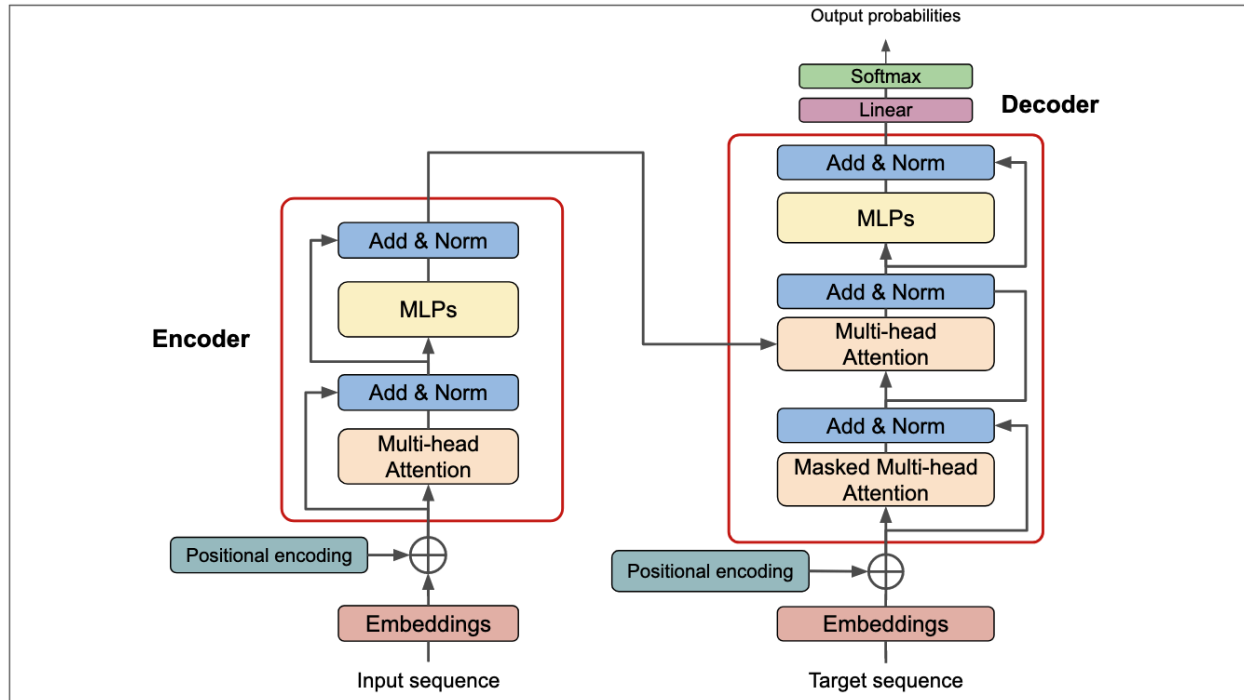 Output probabilities
Softmax
Linear
Decoder
Add & Norm
MLPs
Add & Norm
Multi-head
Attention
Add & Norm
Masked Multi-head
Attention
Positional encoding
Embeddings
Target sequence
Encoder
Add & Norm
MLPs
Add & Norm
Multi-head
Attention
Positional encoding
Embeddings
Input sequence